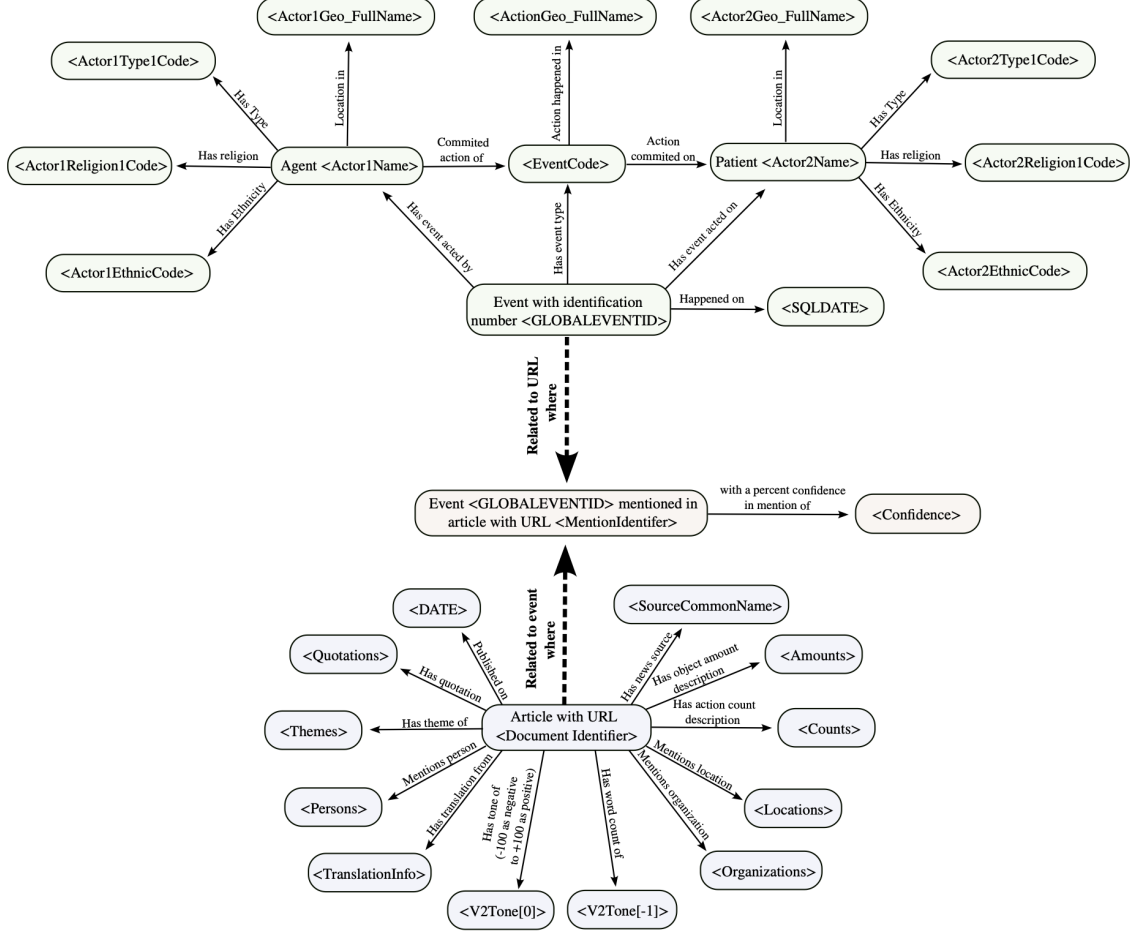 <Actor1Geo_FullName>
<ActionGeo_FullName>
<Actor2Geo_FullName>
<Actor1Type1Code>
<Actor2Type1Code>
Has Type
Location in
Action happened in
Location in
Has Type
<Actor1Religion1Code>
Has religion
Agent <Actor1Name>
Commited
action of
<EventCode>
Action
commited on
Patient <Actor2Name>
Has religion
<Actor2Religion1Code>
Has Ethnicity
Has Ethnicity
<Actor1EthnicCode>
<Actor2EthnicCode>
Has event acted by
Has event type
Has event acted on
Event with identification
number <GLOBALEVENTID>
Happened on
<SQLDATE>
Related to URL
where
Event <GLOBALEVENTID> mentioned in
article with URL <MentionIdentifer>
with a percent confidence
in mention of
<Confidence>
Related to event
where
<DATE>
<SourceCommonName>
Published on
Has news source
<Quotations>
Has quotation
Has object amount
description
<Amounts>
<Themes>
Has theme of
Article with URL
<Document Identifier>
Has action count
description
<Counts>
Mentions person
<Persons>
Mentions location
<Locations>
Has translation from
<TranslationInfo>
Has tone of
(-100 as negative
to +100 as positive)
Has word count of
Mentions organization
<Organizations>
<V2Tone[0]>
<V2Tone[-1]>